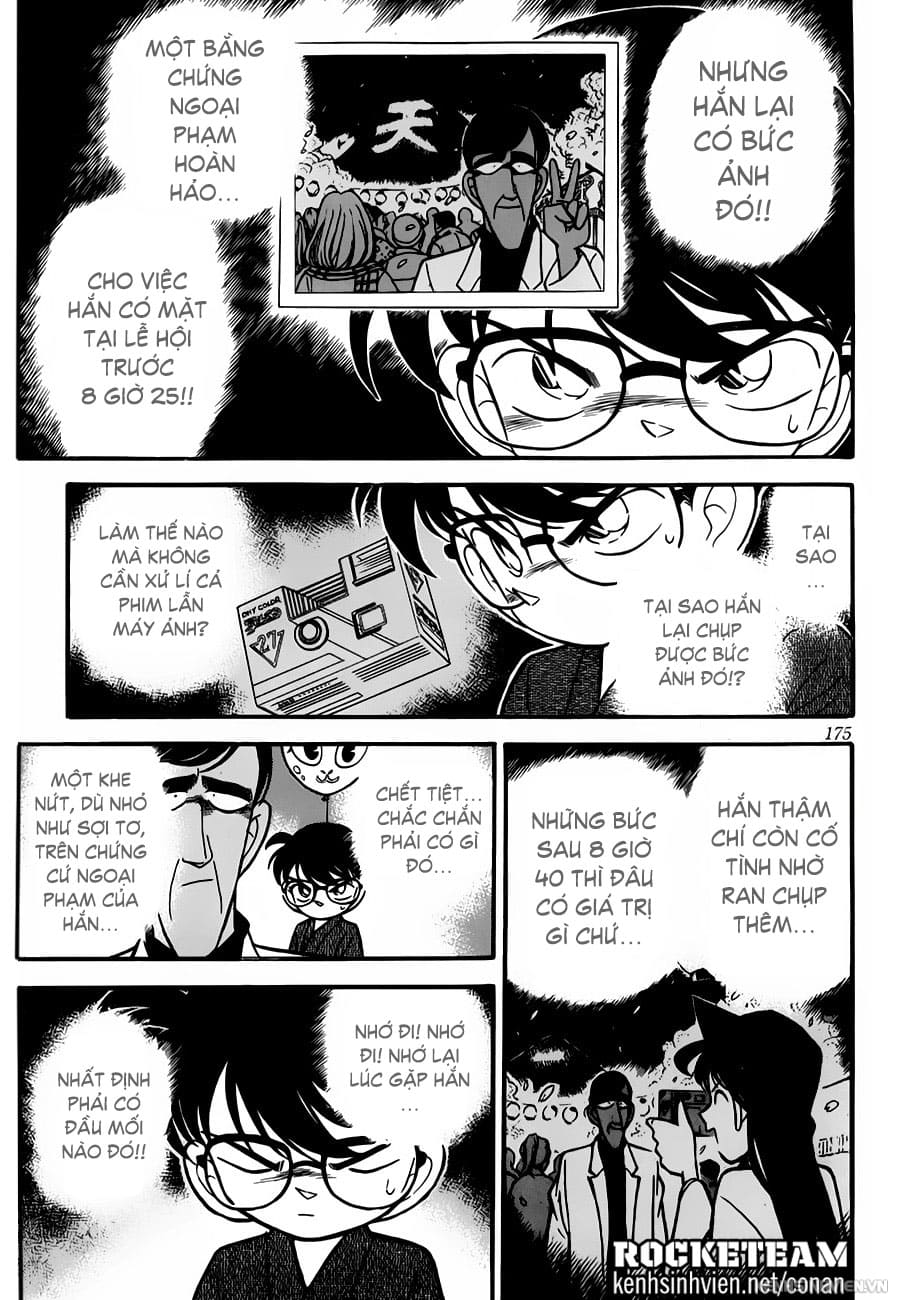 NHƯNG
HẮN LẠI
CÓ BỨC
ẢNH
ĐÓ!!
MỘT BẰNG
CHỨNG
NGOẠI
PHẠM
HOÀN
HẢO...
天
CHO VIỆC
HẮN CÓ MẶT
TẠI LỄ HỘI
TRƯỚC
8 GIỜ 25!!
TẠI
SAO
...
TẠI SAO HẮN
LẠI CHỤP
ĐƯỢC BỨC
ẢNH ĐÓ!?
LÀM THẾ NÀO
MÀ KHÔNG
CẦN XỬ LÍ CẢ
PHIM LẪN
MÁY ẢNH?
COLOR
27
175
HẮN THẬM
CHÍ CÒN CỐ
TÌNH NHỜ
RAN CHỤP
THÊM...
NHỮNG BỨC
SAU 8 GIỜ
40 THÌ ĐÂU
CÓ GIÁ TRỊ
GÌ CHỨ...
CHẾT TIỆT...
CHẮC CHẮN
PHẢI CÓ GÌ
ĐÓ...
MỘT KHE
NỨT, DÙ NHỎ
NHƯ SỢI TƠ,
TRÊN CHỨNG
CỨ NGOẠI
PHẠM CỦA
HẮN...
NHỚ ĐI! NHỚ
ĐI! NHỚ LẠI
LÚC GẶP HẮN
...
NHẤT ĐỊNH
PHẢI CÓ
ĐẦU MỐI
NÀO ĐÓ!!
ROCKETEAM
kenhsinhvien.net/conan